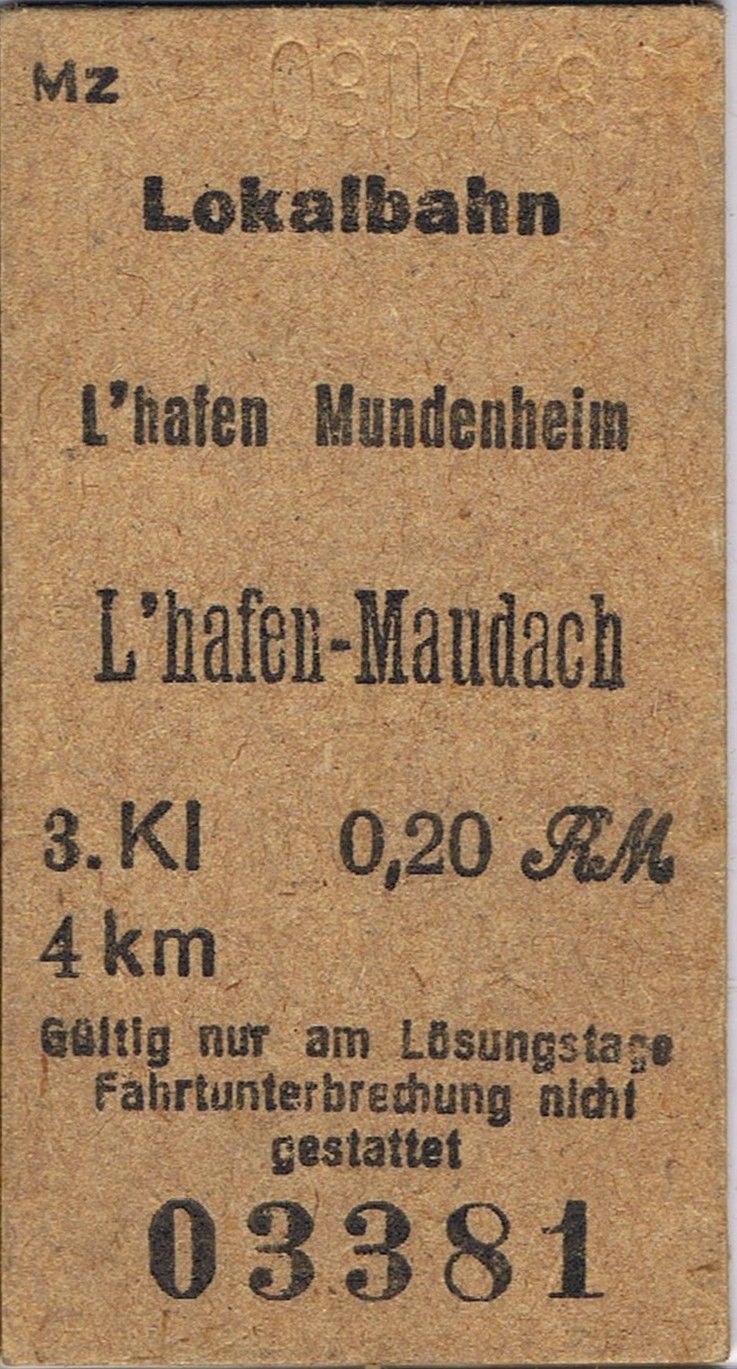 Mz
Lokalbahn
L'hafen Mundenheim
L'hafen-Maudach
3. Kl 0,20 RM
4 km
Gültig nur am Lösungstage
Fahrtunterbrechung nicht
gestattet
03381